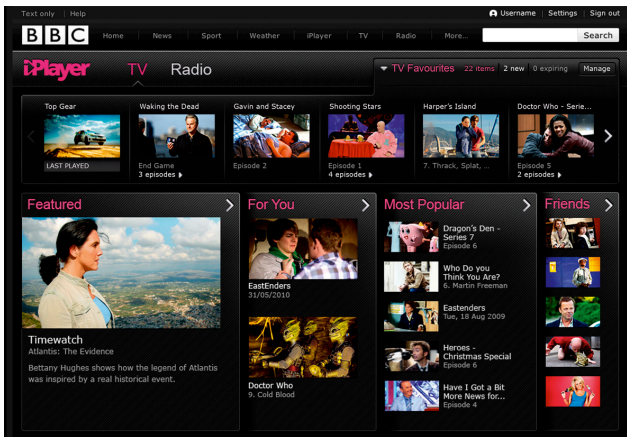 Text only | Help
Username | Settings | Sign out
BBC
Home
News
Sport
Weather
iPlayer
TV
Radio
More...
Search
iPlayer
TV
Radio
TV Favourites
22 items
2 new
0 expiring
Manage
Top Gear
LAST PLAYED
Waking the Dead
End Game
3 episodes
Gavin and Stacey
Episode 2
Shooting Stars
Episode 1
4 episodes
Harper's Island
7. Thrack, Splat, ...
Doctor Who - Serie...
Episode 5
2 episodes
Featured
Timewatch
Atlantis: The Evidence
Bettany Hughes shows how the legend of Atlantis
was inspired by a real historical event.
For You
EastEnders
31/05/2010
Doctor Who
9. Cold Blood
Most Popular
Dragon's Den -
Series 7
Episode 6
Who Do you
Think You Are?
6. Martin Freeman
Eastenders
Tue, 18 Aug 2009
Heroes -
Christmas Special
Episode 6
Have I Got a Bit
More News for...
Episode 4
Friends